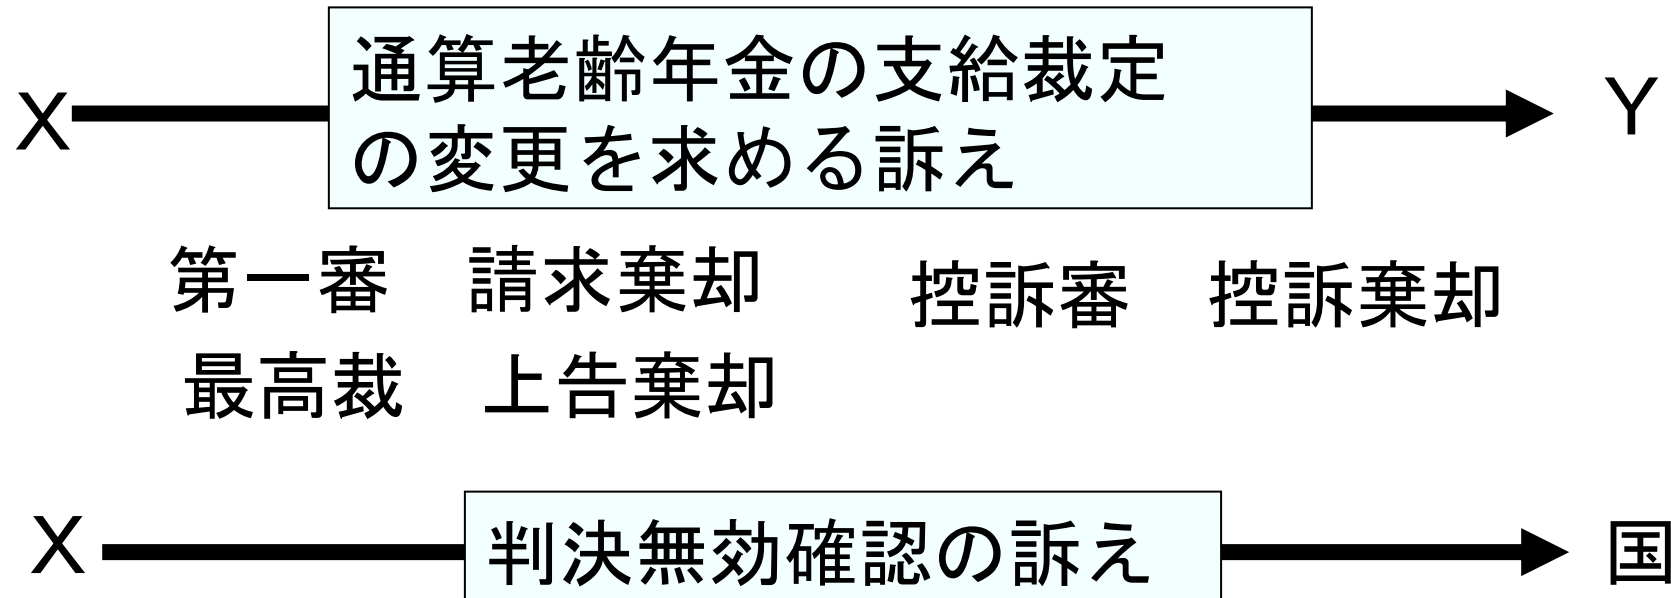 通算老齢年金の支給裁定
の変更を求める訴え
X
Y
第一審 請求棄却 控訴審 控訴棄却
最高裁 上告棄却
X 判決無効確認の訴え 国